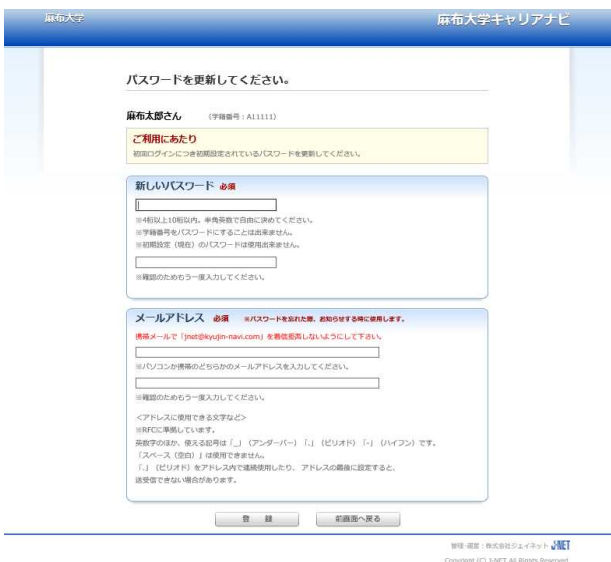 麻布大学
麻布大学キャリアナビ
パスワードを更新してください。
麻布太郎さん (学籍番号：A11111)
ご利用にあたり
初回ログインにつき初期設定されているパスワードを更新してください。
新しいパスワード 必須
※4桁以上10桁以内。半角英数で自由に決めてください。
※学籍番号をパスワードにすることは出来ません。
※初期設定（現在）のパスワードは使用出来ません。
※確認のためもう一度入力してください。
メールアドレス 必須 ※パスワードを忘れた際、お知らせする時に使用します。
携帯メールで「jnet@kyujin-navi.com」を着信拒否しないようにして下さい。
※パソコンか携帯のどちらかのメールアドレスを入力してください。
※確認のためもう一度入力してください。
<アドレスに使用できる文字など>
※RFCに準拠しています。
英数字のほか、使える記号は「_」（アンダーバー）「.」（ピリオド）「-」（ハイフン）です。
「スペース（空白）」は使用できません。
「.」（ピリオド）をアドレス内で連続使用したり、アドレスの最後に設定すると、
送受信できない場合があります。
登 録 前画面へ戻る
管理・運営：株式会社ジェイネット J-NET
Copyright (C) J-NET All Rights Reserved.